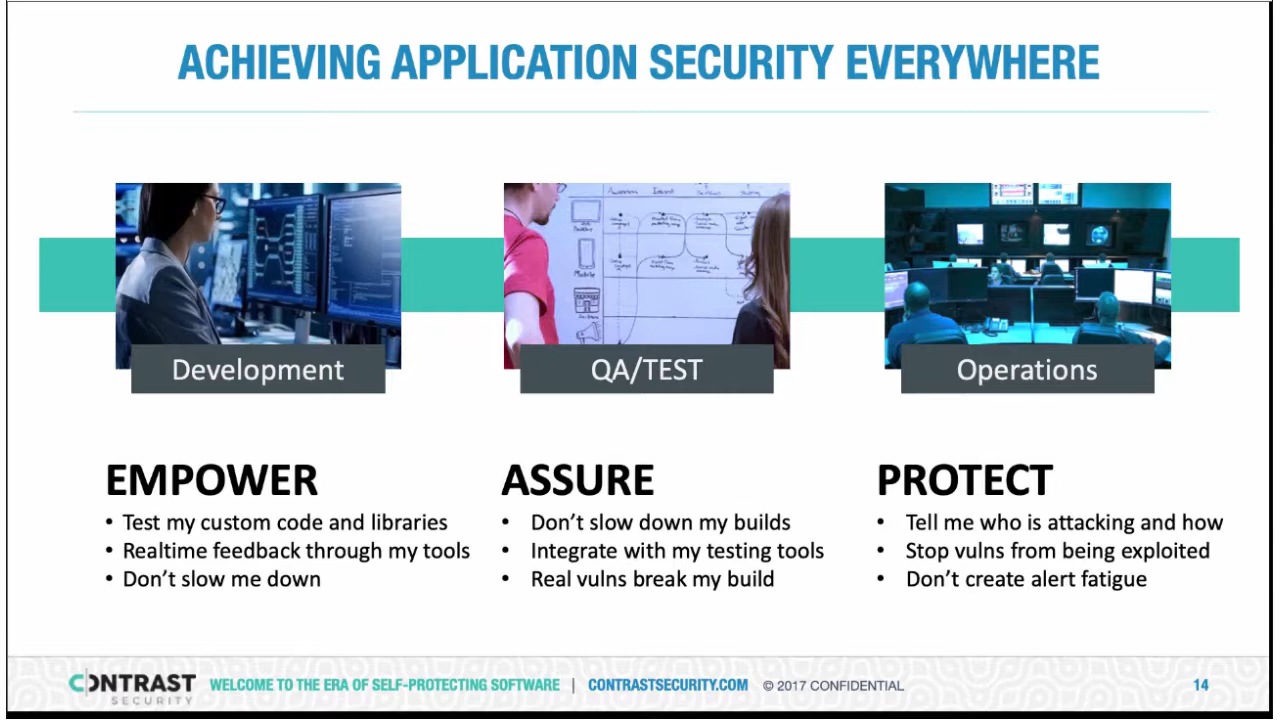 ACHIEVING APPLICATION SECURITY EVERYWHERE
Development
QA/TEST
Operations
EMPOWER
• Test my custom code and libraries
• Realtime feedback through my tools
• Don't slow me down
ASSURE
• Don't slow down my builds
• Integrate with my testing tools
• Real vulns break my build
PROTECT
• Tell me who is attacking and how
• Stop vulns from being exploited
• Don't create alert fatigue
CONTRAST
SECURITY
WELCOME TO THE ERA OF SELF-PROTECTING SOFTWARE | CONTRASTSECURITY.COM © 2017 CONFIDENTIAL
14